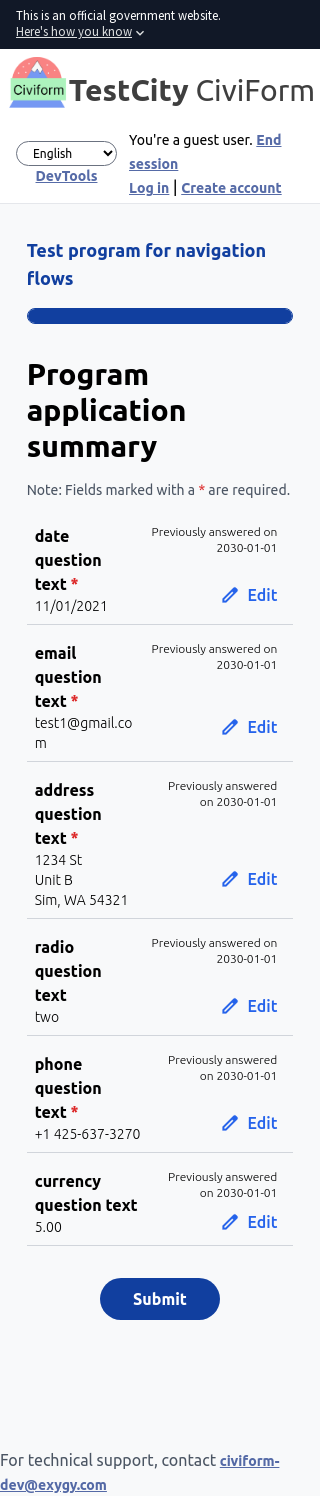 This is an official government website.
Here's how you know
Civiform
TestCity CiviForm
English
DevTools
You're a guest user. End
session
Log in | Create account
Test program for navigation
flows
Program
application
summary
Note: Fields marked with a * are required.
date
question
text *
11/01/2021
Previously answered on
2030-01-01
Edit
email
question
text *
test1@gmail.co
m
Previously answered on
2030-01-01
Edit
address
question
text *
1234 St
Unit B
Sim, WA 54321
Previously answered
on 2030-01-01
Edit
radio
question
text
two
Previously answered on
2030-01-01
Edit
phone
question
text *
+1 425-637-3270
Previously answered
on 2030-01-01
Edit
currency
question text
5.00
Previously answered
on 2030-01-01
Edit
Submit
For technical support, contact civiform-
dev@exygy.com